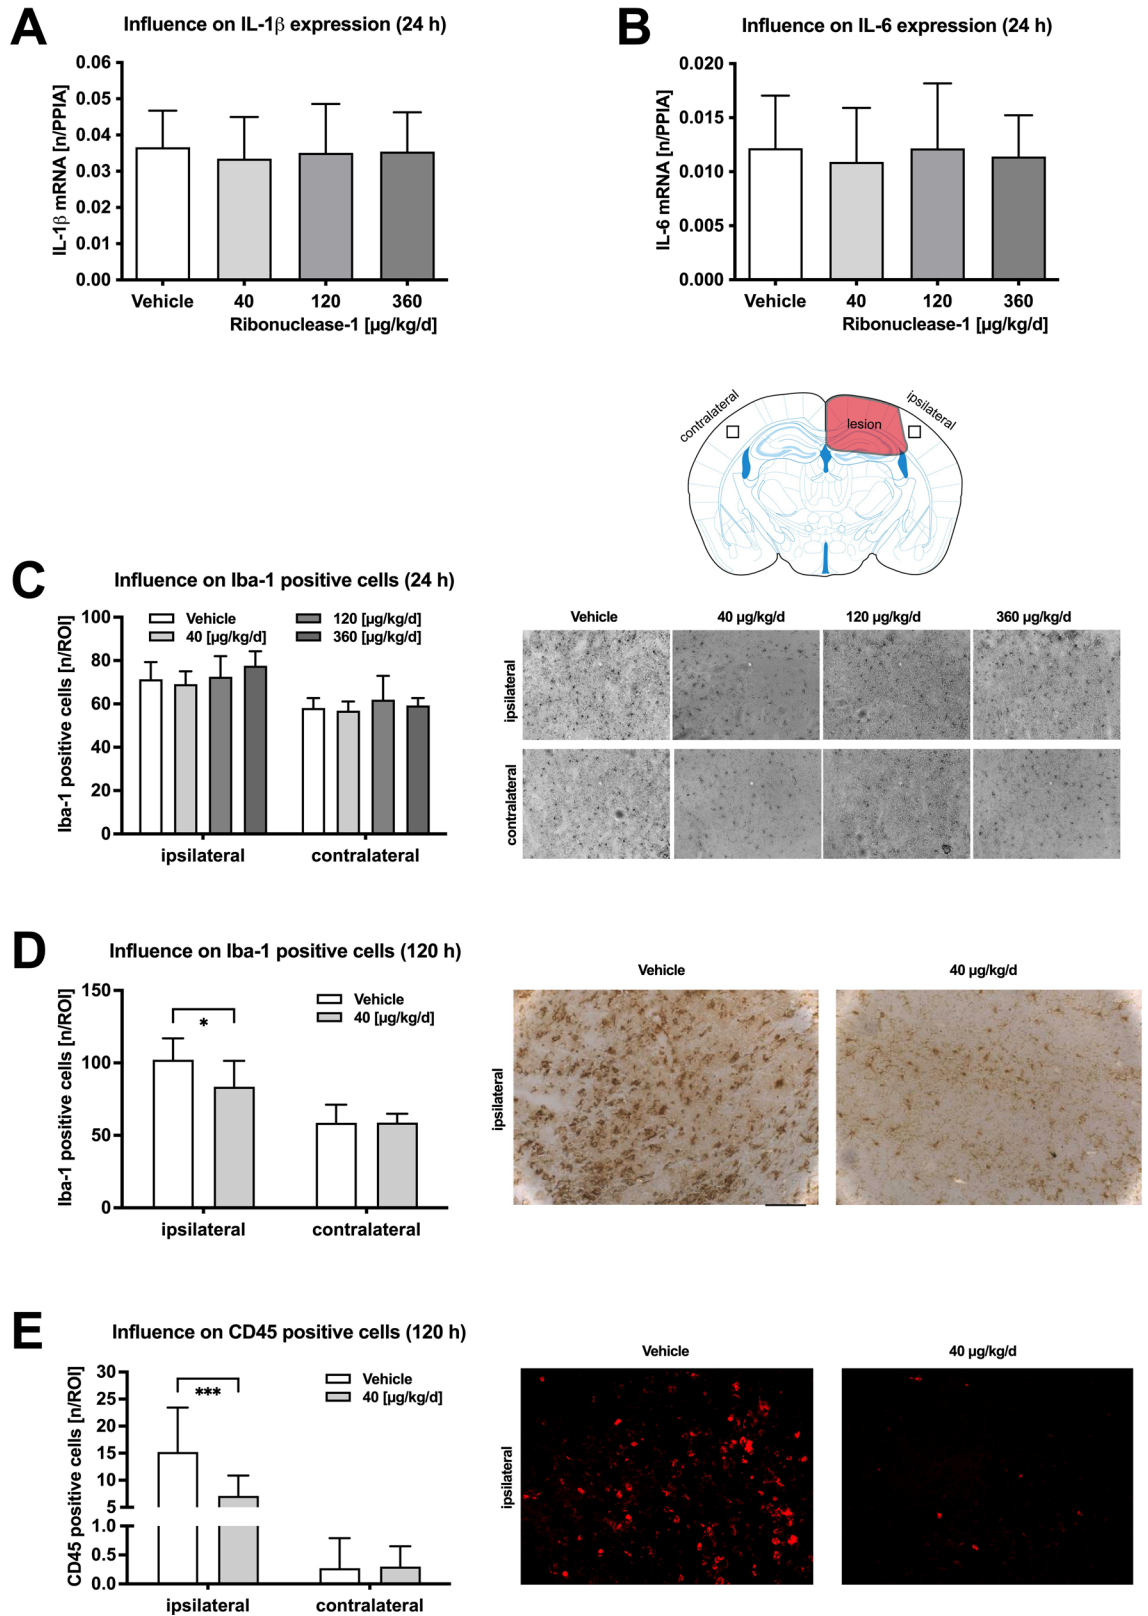 A
Influence on IL-1β expression (24 h)
IL-1β mRNA [n/PPIA]
0.06
0.05
0.04
0.03
0.02
0.01
0.00
Vehicle 40 120 360
Ribonuclease-1 [µg/kg/d]
B
Influence on IL-6 expression (24 h)
IL-6 mRNA [n/PPIA]
0.020
0.015
0.010
0.005
0.000
Vehicle 40 120 360
Ribonuclease-1 [µg/kg/d]
contralateral
lesion
ipsilateral
C
Influence on Iba-1 positive cells (24 h)
Iba-1 positive cells [n/ROI]
100
80
60
40
20
0
Vehicle 120 [µg/kg/d]
40 [µg/kg/d] 360 [µg/kg/d]
ipsilateral contralateral
Vehicle 40 µg/kg/d 120 µg/kg/d 360 µg/kg/d
ipsilateral
contralateral
D
Influence on Iba-1 positive cells (120 h)
Iba-1 positive cells [n/ROI]
150
100
50
0
*
Vehicle
40 [µg/kg/d]
ipsilateral contralateral
Vehicle 40 µg/kg/d
ipsilateral
E
Influence on CD45 positive cells (120 h)
CD45 positive cells [n/ROI]
30
25
20
15
10
5
1.0
0.5
0.0
***
Vehicle
40 [µg/kg/d]
ipsilateral contralateral
Vehicle 40 µg/kg/d
ipsilateral